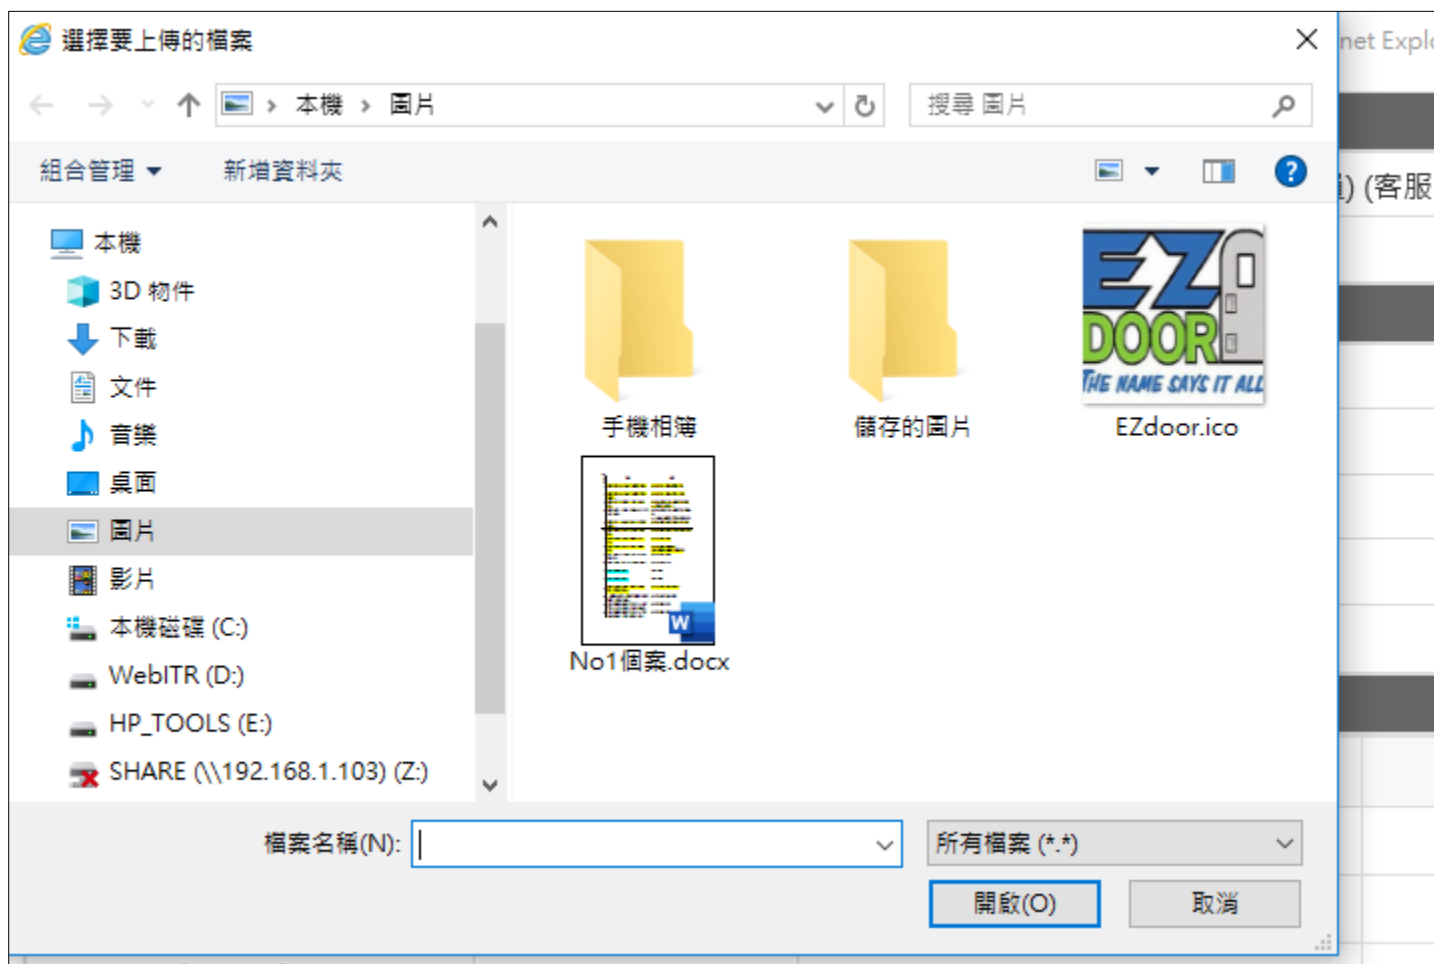 選擇要上傳的檔案
net Explo
本機 › 圖片
搜尋 圖片
組合管理
新增資料夾
) (客服
本機
3D 物件
下載
文件
音樂
桌面
圖片
影片
本機磁碟 (C:)
WebITR (D:)
HP_TOOLS (E:)
SHARE (\\192.168.1.103) (Z:)
手機相簿
儲存的圖片
EZ
DOOR
THE NAME SAYS IT ALL
EZdoor.ico
W
No1個案.docx
檔案名稱(N):
所有檔案 (*.*)
開啟(O)
取消